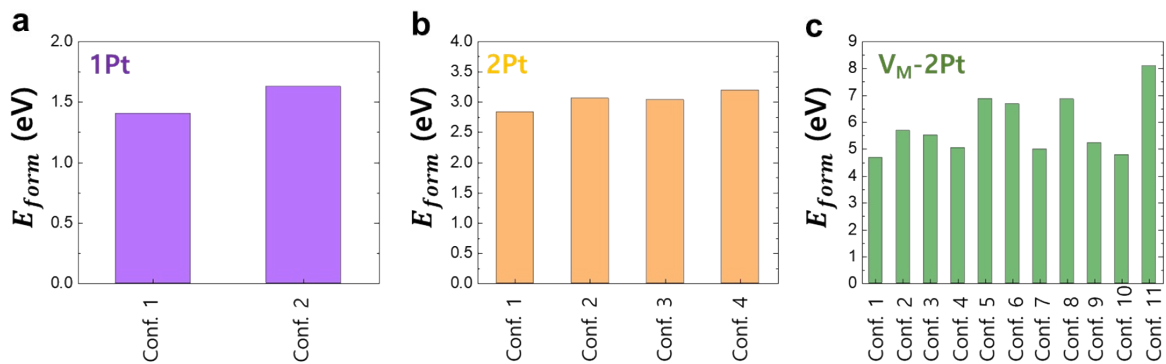 a
1Pt
E_form (eV)
2.0
1.5
1.0
0.5
0.0
Conf. 1
Conf. 2
b
2Pt
E_form (eV)
4.0
3.5
3.0
2.5
2.0
1.5
1.0
0.5
0.0
Conf. 1
Conf. 2
Conf. 3
Conf. 4
c
V_M-2Pt
E_form (eV)
9
8
7
6
5
4
3
2
1
0
Conf. 1
Conf. 2
Conf. 3
Conf. 4
Conf. 5
Conf. 6
Conf. 7
Conf. 8
Conf. 9
Conf. 10
Conf. 11